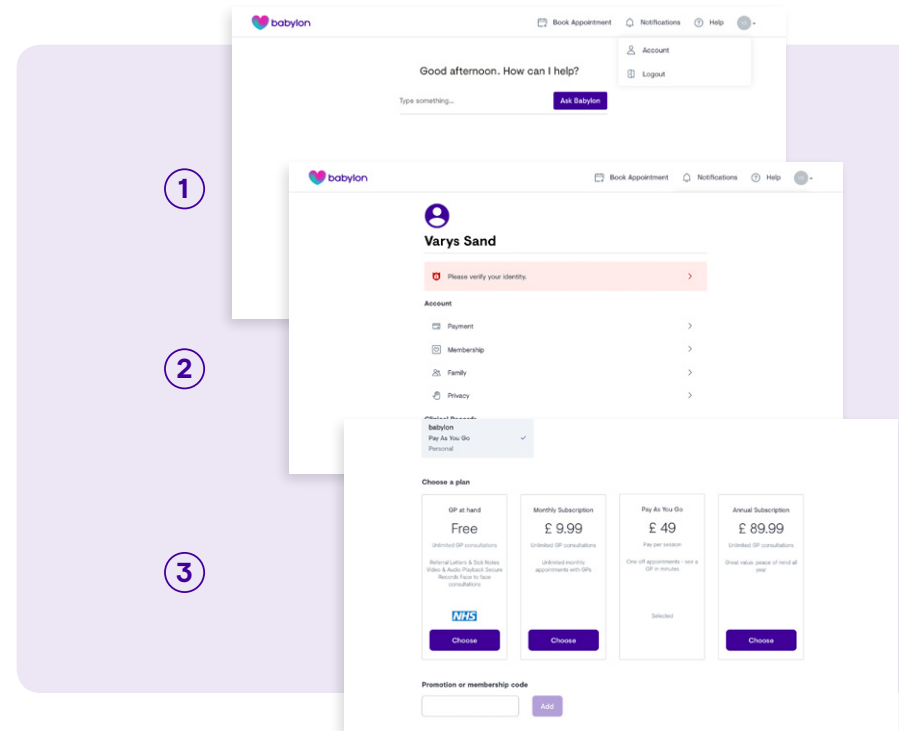 babylon
Book Appointment
Notifications
Help
Account
Logout
Good afternoon. How can I help?
Type something...
Ask Babylon
1
babylon
Book Appointment
Notifications
Help
Varys Sand
Please verify your identity.
Account
Payment
Membership
Family
Privacy
2
Clinical Records
babylon
Pay As You Go
Personal
Choose a plan
GP at hand
Free
Unlimited GP consultations
Referral Letters & Sick Notes
Video & Audio Playback Secure
Records Face to face
consultations
NHS
Choose
Monthly Subscription
£ 9.99
Unlimited GP consultations
Unlimited monthly
appointments with GPs.
Choose
Pay As You Go
£ 49
Pay per session
One off appointments - see a
GP in minutes
Selected
Annual Subscription
£ 89.99
Unlimited GP consultations
Great value peace of mind all
year
Choose
3
Promotion or membership code
Add